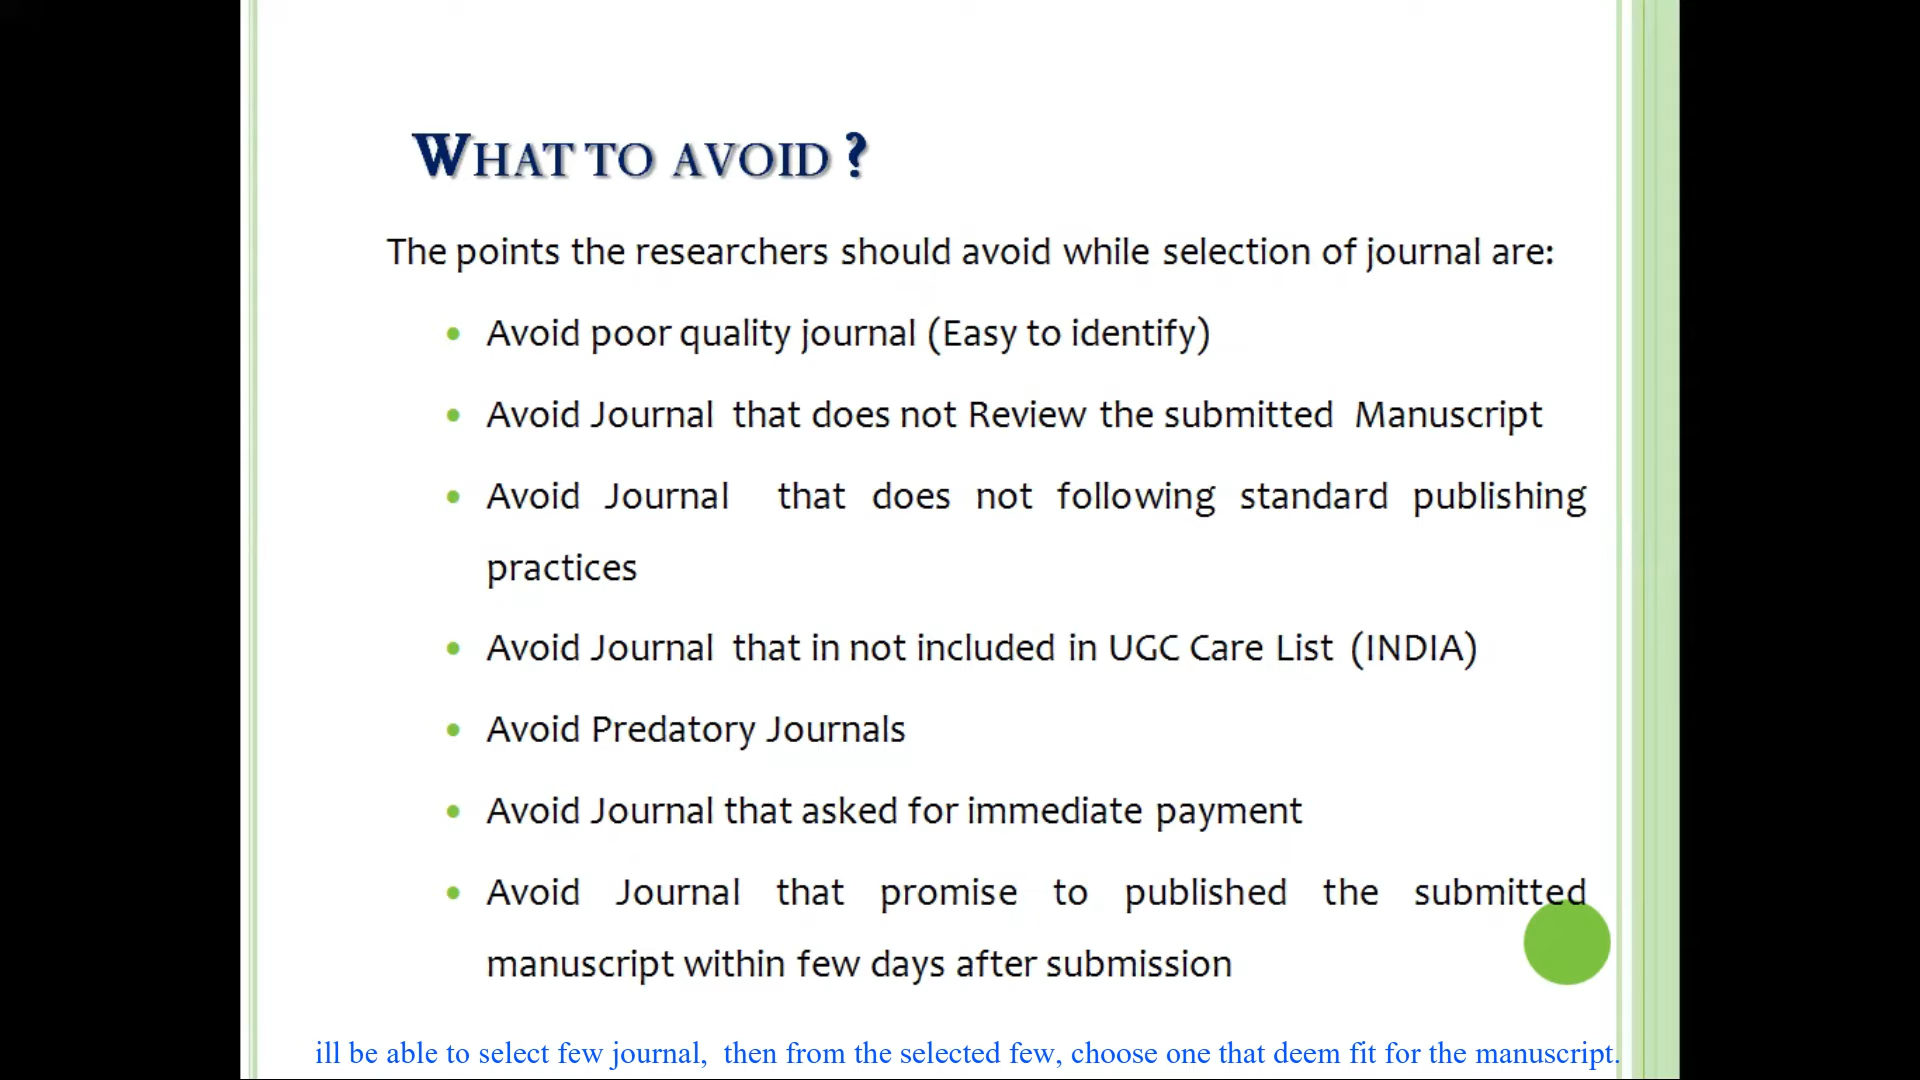 WHAT TO AVOID ?
The points the researchers should avoid while selection of journal are:
• Avoid poor quality journal (Easy to identify)
• Avoid Journal that does not Review the submitted Manuscript
• Avoid Journal that does not following standard publishing
practices
• Avoid Journal that in not included in UGC Care List (INDIA)
• Avoid Predatory Journals
• Avoid Journal that asked for immediate payment
• Avoid Journal that promise to published the submitted
manuscript within few days after submission
ill be able to select few journal, then from the selected few, choose one that deem fit for the manuscript.